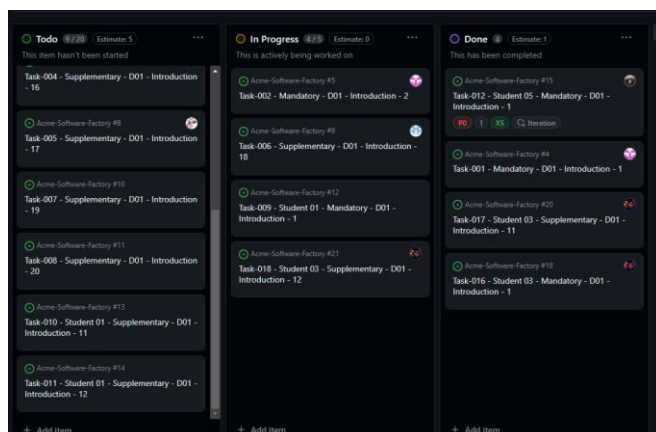 Todo 9 / 20 Estimate: 5
This item hasn't been started
Task-004 - Supplementary - D01 - Introduction
- 16
Acme-Software-Factory #8
Task-005 - Supplementary - D01 - Introduction
- 17
Acme-Software-Factory #10
Task-007 - Supplementary - D01 - Introduction
- 19
Acme-Software-Factory #11
Task-008 - Supplementary - D01 - Introduction
- 20
Acme-Software-Factory #13
Task-010 - Student 01 - Supplementary - D01 -
Introduction - 11
Acme-Software-Factory #14
Task-011 - Student 01 - Supplementary - D01 -
Introduction - 12
+ Add item
In Progress 4 / 5 Estimate: 0
This is actively being worked on
Acme-Software-Factory #5
Task-002 - Mandatory - D01 - Introduction - 2
Acme-Software-Factory #9
Task-006 - Supplementary - D01 - Introduction -
18
Acme-Software-Factory #12
Task-009 - Student 01 - Mandatory - D01 -
Introduction - 1
Acme-Software-Factory #21
Task-018 - Student 03 - Supplementary - D01 -
Introduction - 12
+ Add item
Done 4 Estimate: 1
This has been completed
Acme-Software-Factory #15
Task-012 - Student 05 - Mandatory - D01 -
Introduction - 1
P0 1 XS Iteration
Acme-Software-Factory #4
Task-001 - Mandatory - D01 - Introduction - 1
Acme-Software-Factory #20
Task-017 - Student 03 - Supplementary - D01 -
Introduction - 11
Acme-Software-Factory #18
Task-016 - Student 03 - Mandatory - D01 -
Introduction - 1
+ Add item